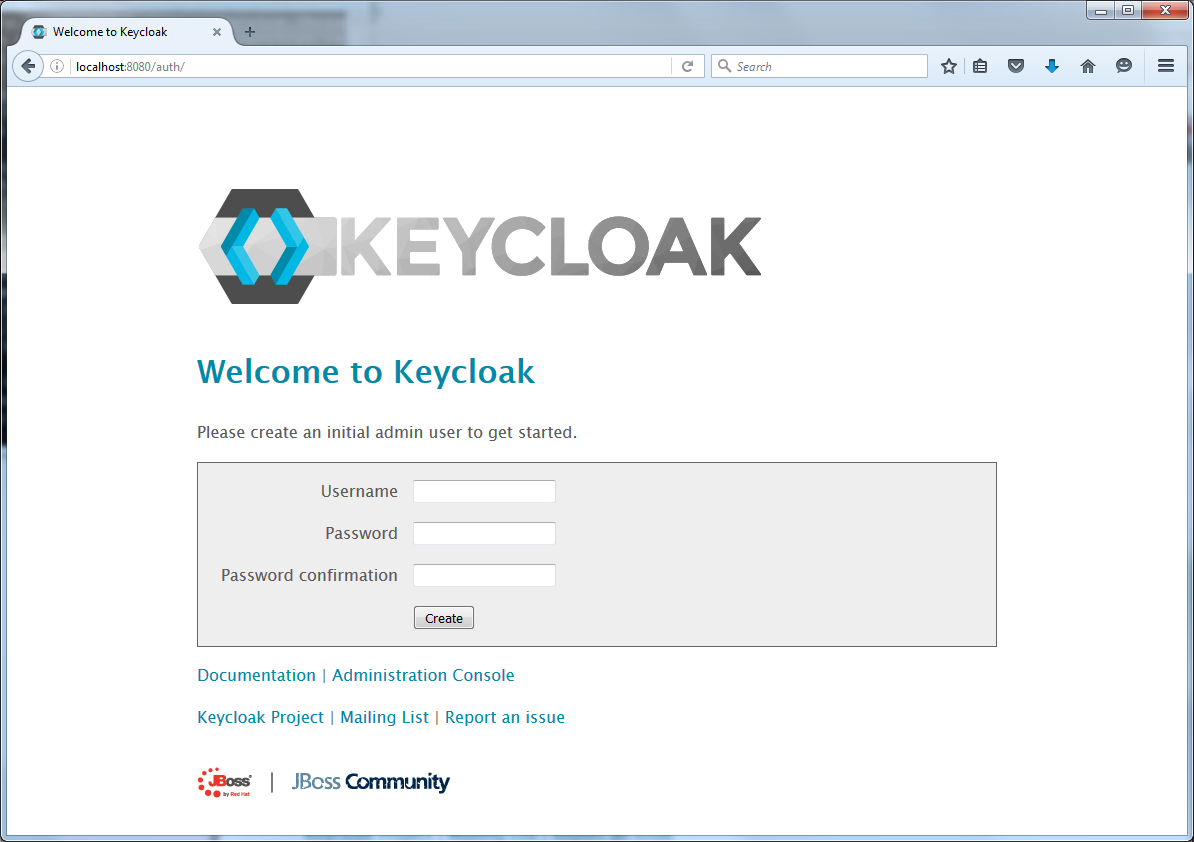 Welcome to Keycloak
localhost:8080/auth/
Search
KEYCLOAK
Welcome to Keycloak
Please create an initial admin user to get started.
Username
Password
Password confirmation
Create
Documentation | Administration Console
Keycloak Project | Mailing List | Report an issue
JBoss by Red Hat | JBoss Community